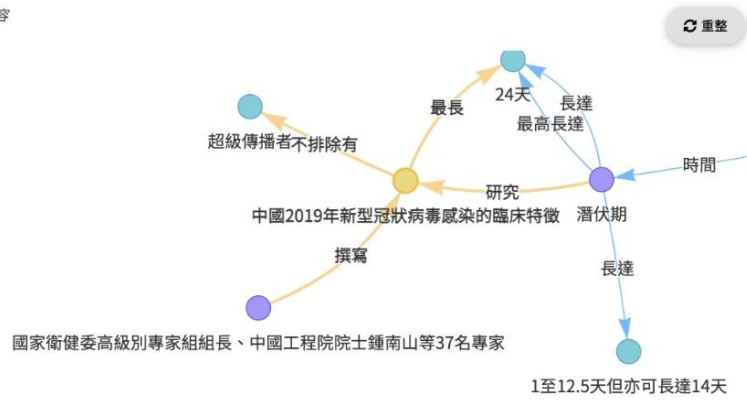 容
重整
24天
最長
長達
最高長達
超級傳播者
不排除有
時間
研究
中國2019年新型冠狀病毒感染的臨床特徵
潛伏期
撰寫
長達
國家衛健委高級別專家組組長、中國工程院院士鍾南山等37名專家
1至12.5天但亦可長達14天